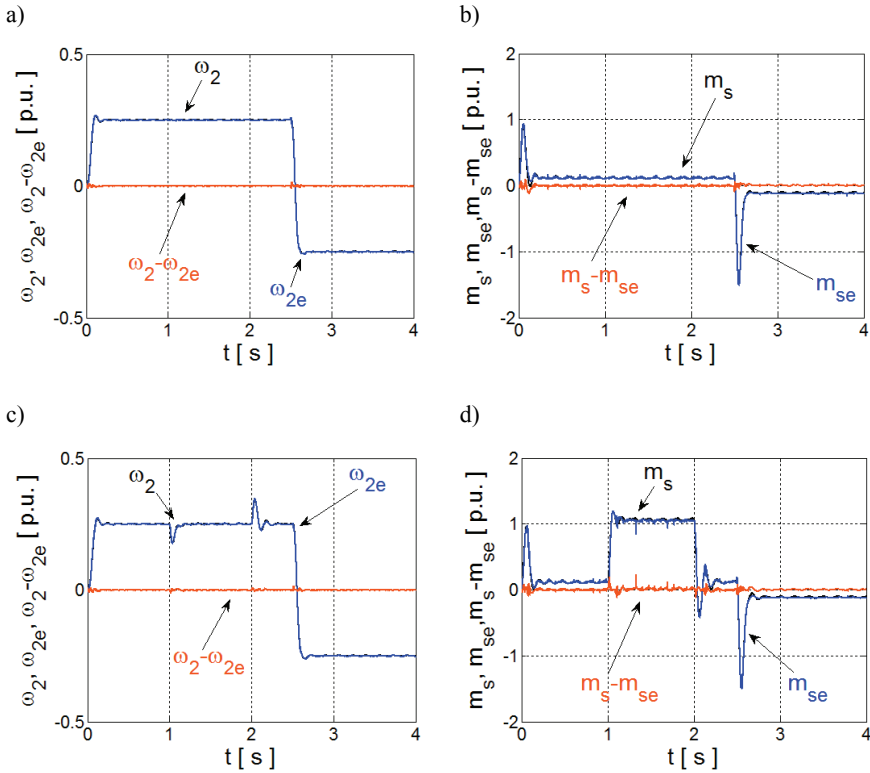 a)
ω2, ω2e, ω2-ω2e [ p.u. ]
0.5
0
-0.5
0
1
2
3
4
t [ s ]
ω2
ω2-ω2e
ω2e
b)
ms, mse,ms-mse [ p.u. ]
2
1
0
-1
-2
0
1
2
3
4
t [ s ]
ms
ms-mse
mse
c)
ω2, ω2e, ω2-ω2e [ p.u. ]
0.5
0
-0.5
0
1
2
3
4
t [ s ]
ω2
ω2e
ω2-ω2e
d)
ms, mse,ms-mse [ p.u. ]
2
1
0
-1
-2
0
1
2
3
4
t [ s ]
ms
ms-mse
mse